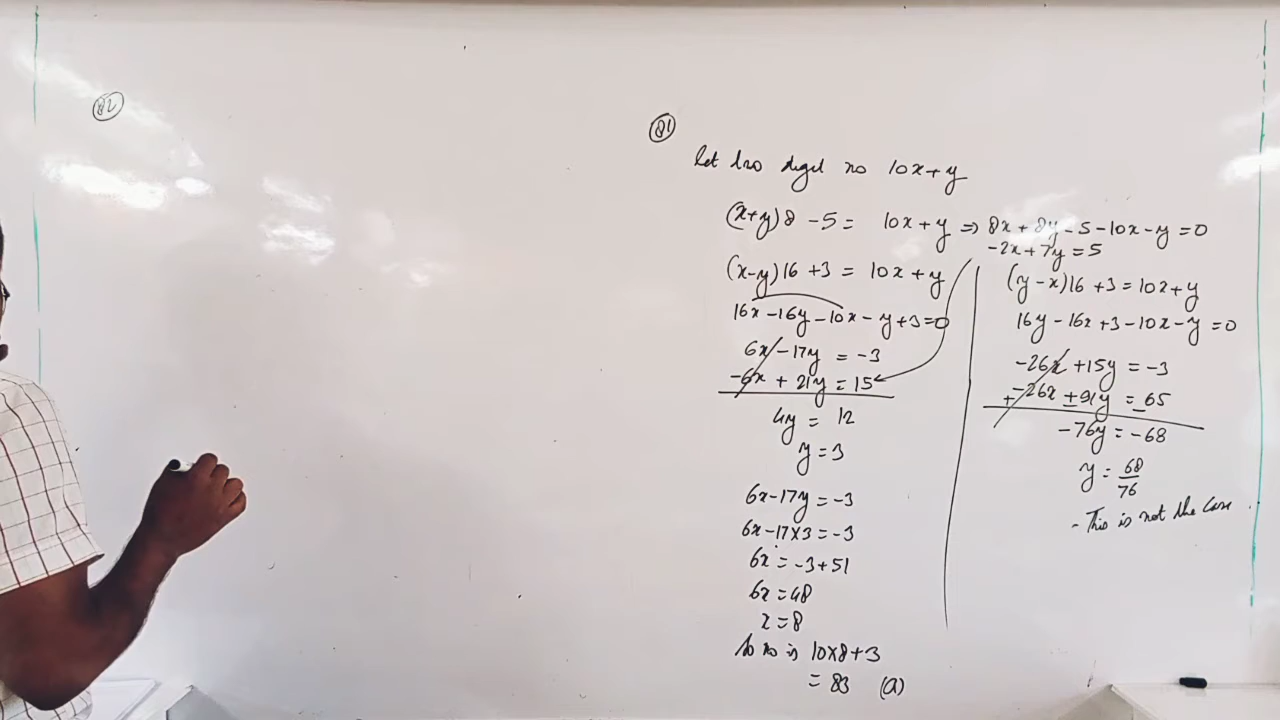 Q2
Q1
let two digit no 10x+y
(x+y)8 -5 = 10x+y ⇒ 8x+8y-5-10x-y=0
-2x+7y=5
(x-y)16 +3 = 10x+y
16x-16y-10x-y+3=0
6x-17y = -3
-6x + 21y = 15
4y = 12
y = 3
6x-17y = -3
6x-17×3 = -3
6x = -3+51
6x = 48
x = 8
So no is 10×8+3
= 83 (a)
(y-x)16 +3 = 10x+y
16y-16x+3-10x-y=0
-26x +15y = -3
+ -26x + 91y = 65
-
-76y = -68
y = 68/76
- This is not the case